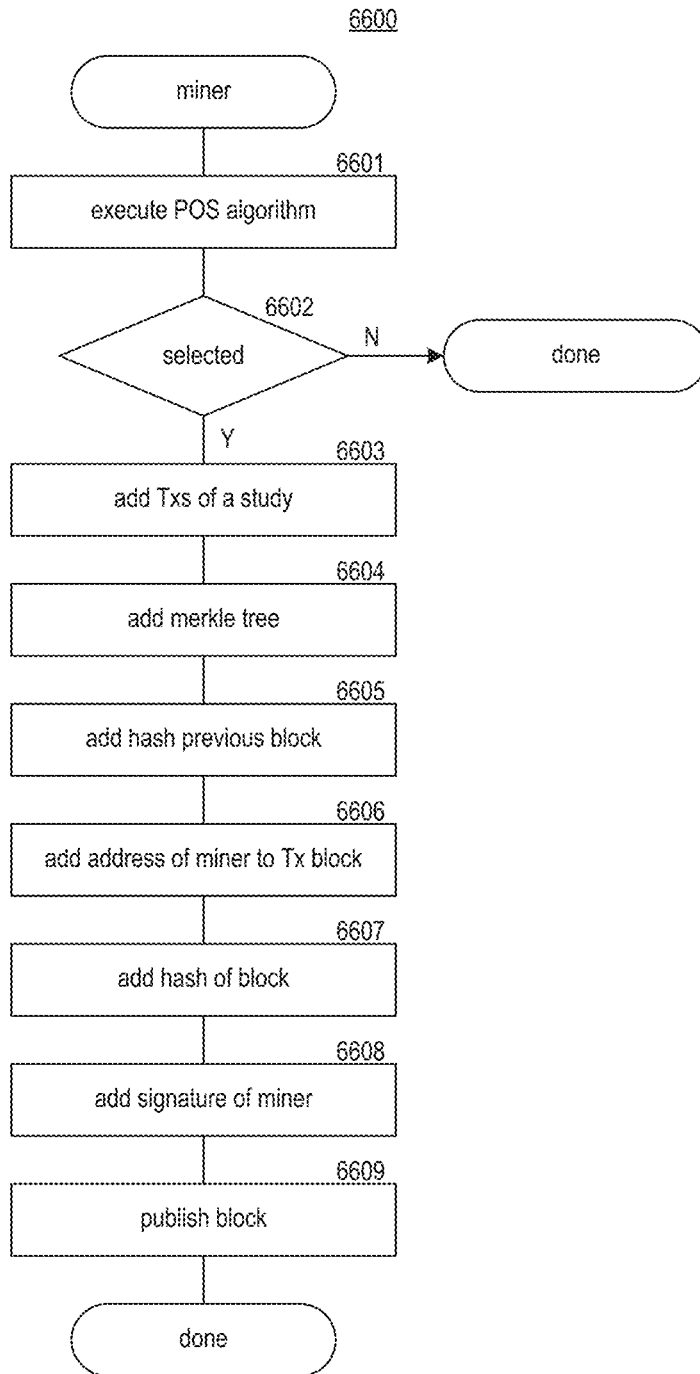 6600
miner
6601
execute POS algorithm
6602
selected
N
done
Y
6603
add Txs of a study
6604
add merkle tree
6605
add hash previous block
6606
add address of miner to Tx block
6607
add hash of block
6608
add signature of miner
6609
publish block
done